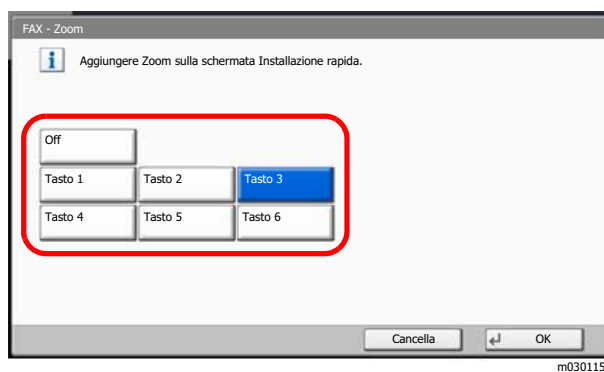 FAX - Zoom
Aggiungere Zoom sulla schermata Installazione rapida.
Off
Tasto 1 Tasto 2 Tasto 3
Tasto 4 Tasto 5 Tasto 6
Cancella OK
m030115